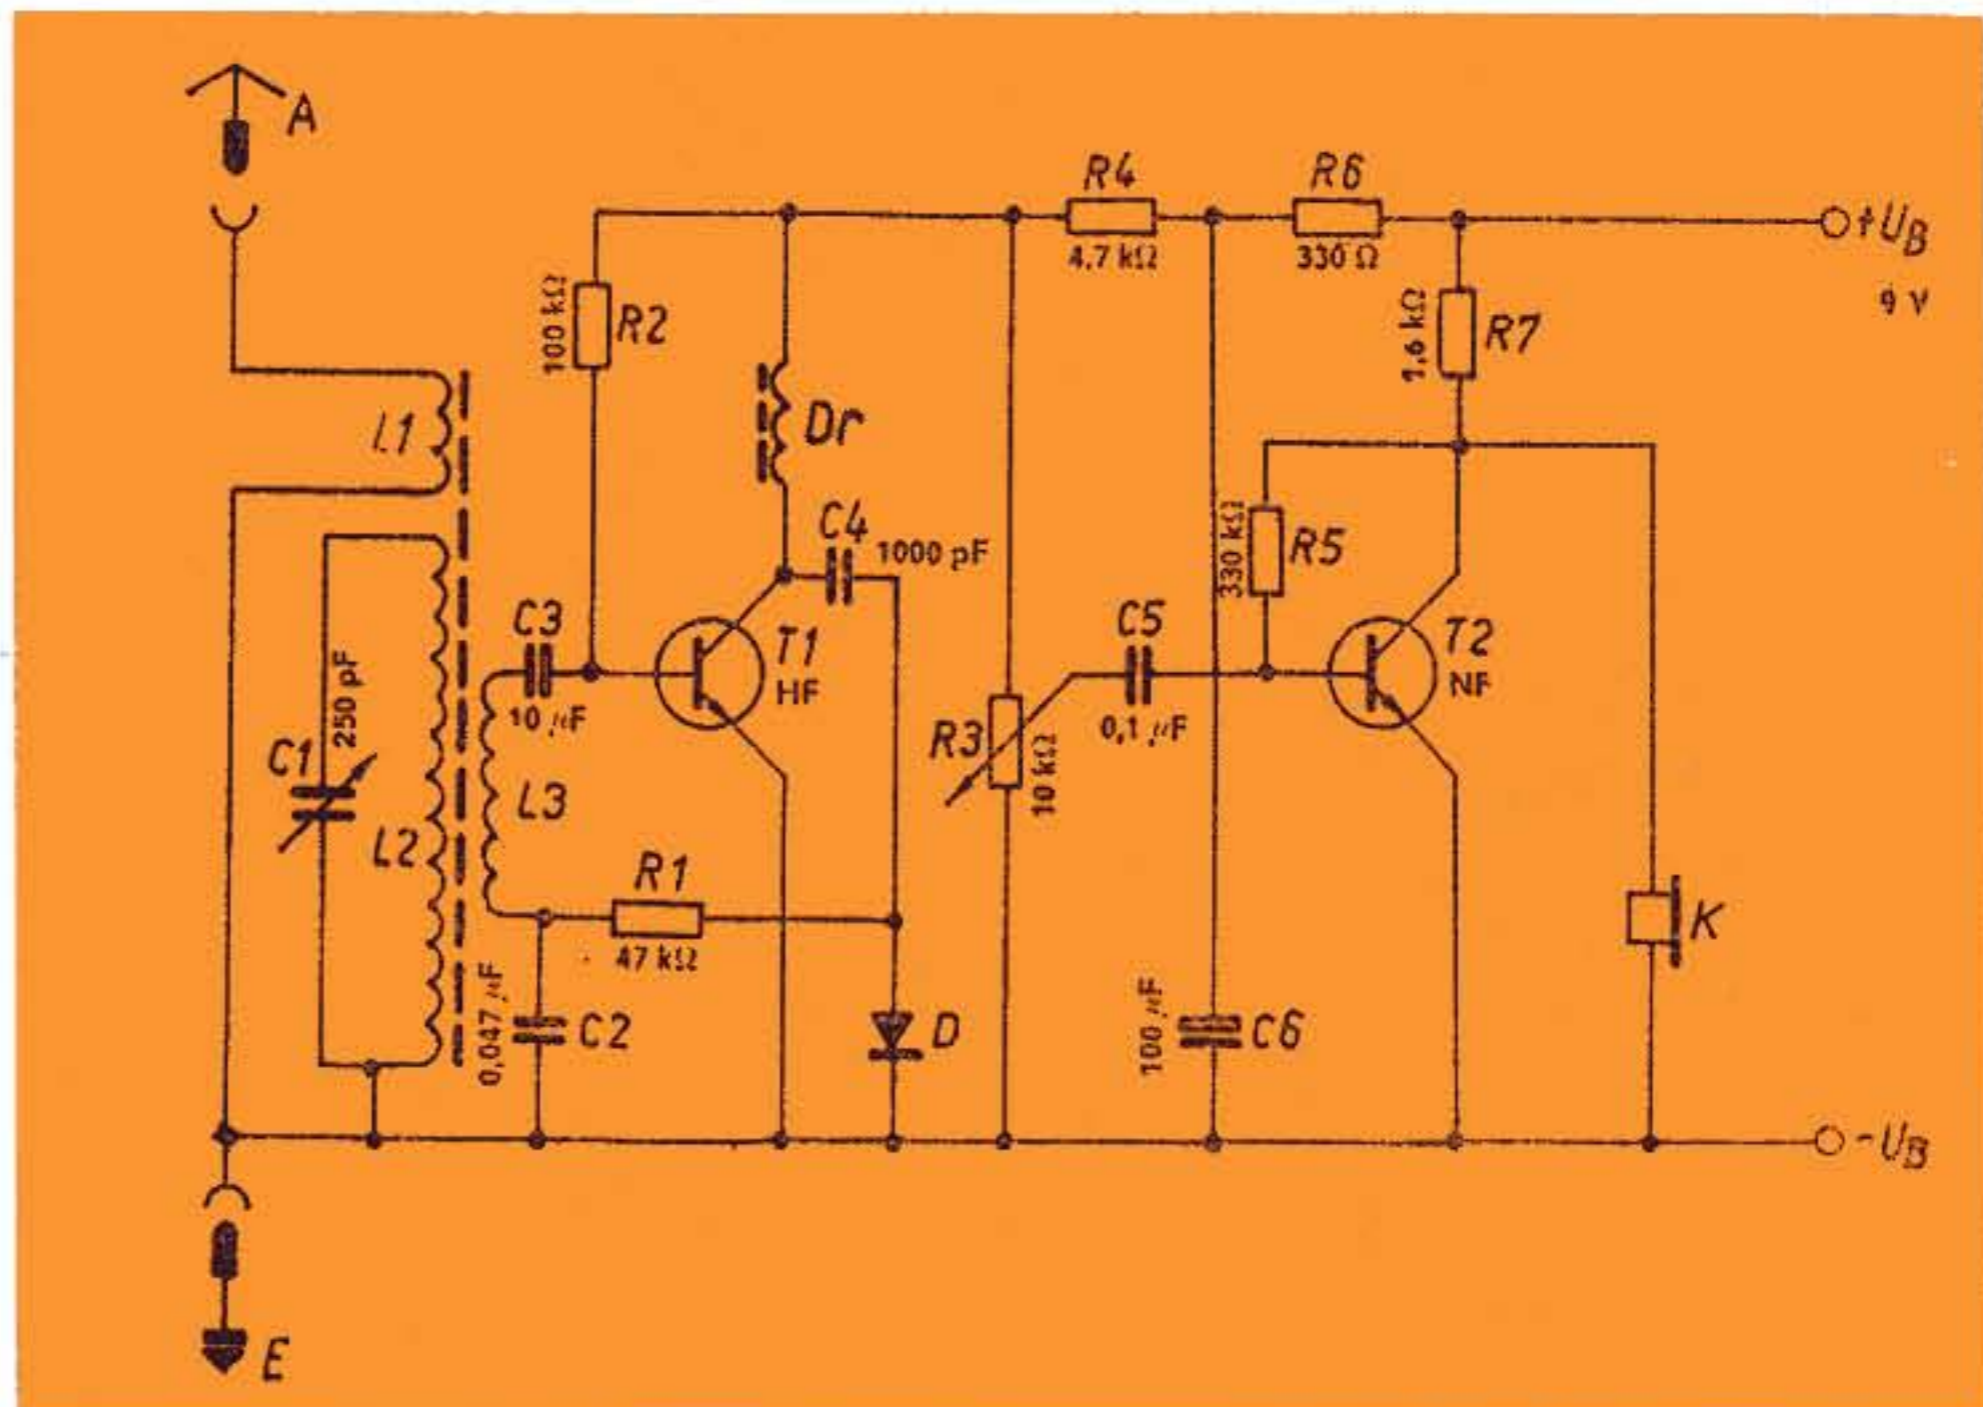 A
R4
4.7 kΩ
R6
330 Ω
+UB
9 V
100 kΩ
R2
1,6 kΩ
R7
L1
Dr
C4
1000 pF
330 kΩ
R5
C3
10 µF
T1
HF
C5
0,1 µF
T2
NF
250 pF
C1
L2
L3
R3
10 kΩ
R1
47 kΩ
K
0,047 µF
C2
D
100 µF
C6
-UB
E